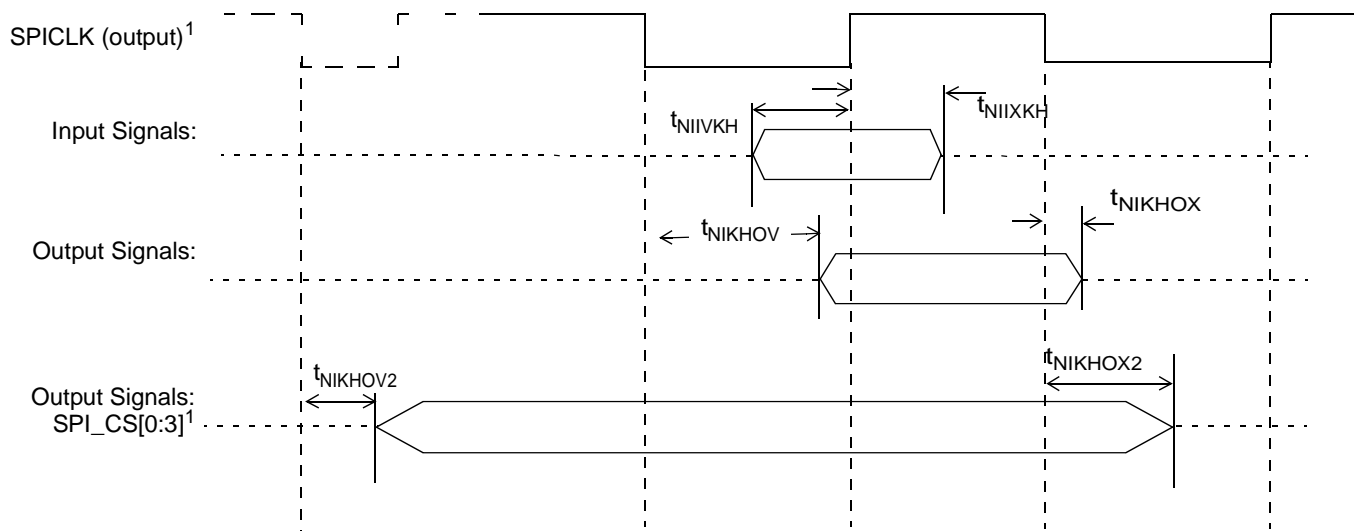 SPICLK (output)1
tNIIVKH
tNIIXKH
Input Signals:
tNIKHOX
tNIKHOV
Output Signals:
tNIKHOV2
tNIKHOX2
Output Signals:
SPI_CS[0:3]1